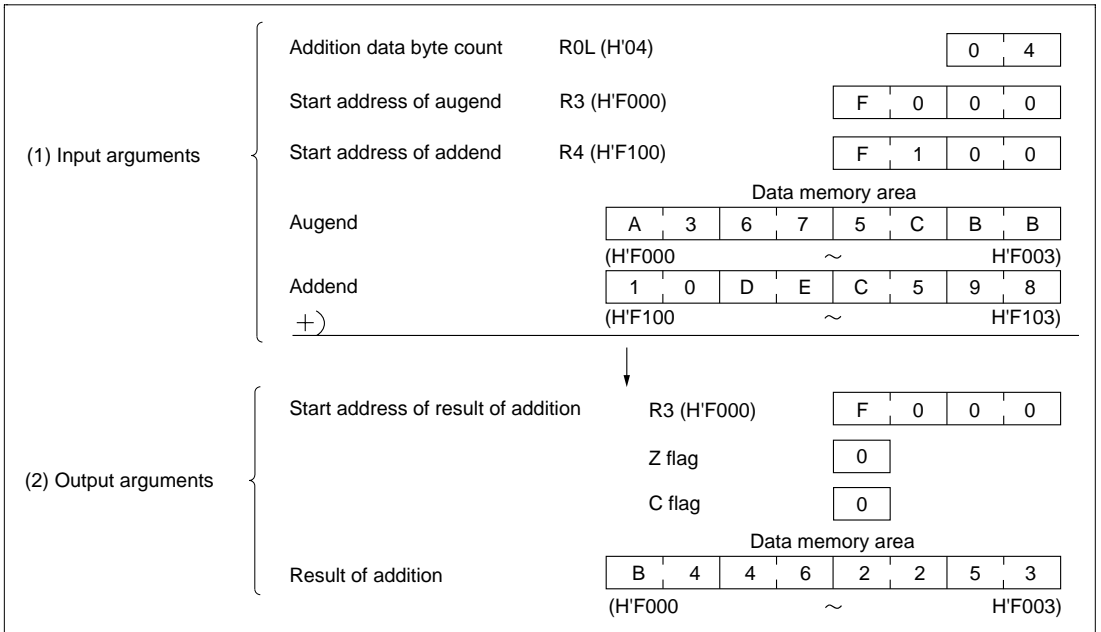 Addition data byte count R0L (H'04) 0 4
Start address of augend R3 (H'F000) F 0 0 0
(1) Input arguments
Start address of addend R4 (H'F100) F 1 0 0
Data memory area
Augend A 3 6 7 5 C B B
(H'F000 ~ H'F003)
Addend 1 0 D E C 5 9 8
+) (H'F100 ~ H'F103)
Start address of result of addition R3 (H'F000) F 0 0 0
Z flag 0
(2) Output arguments
C flag 0
Data memory area
Result of addition B 4 4 6 2 2 5 3
(H'F000 ~ H'F003)